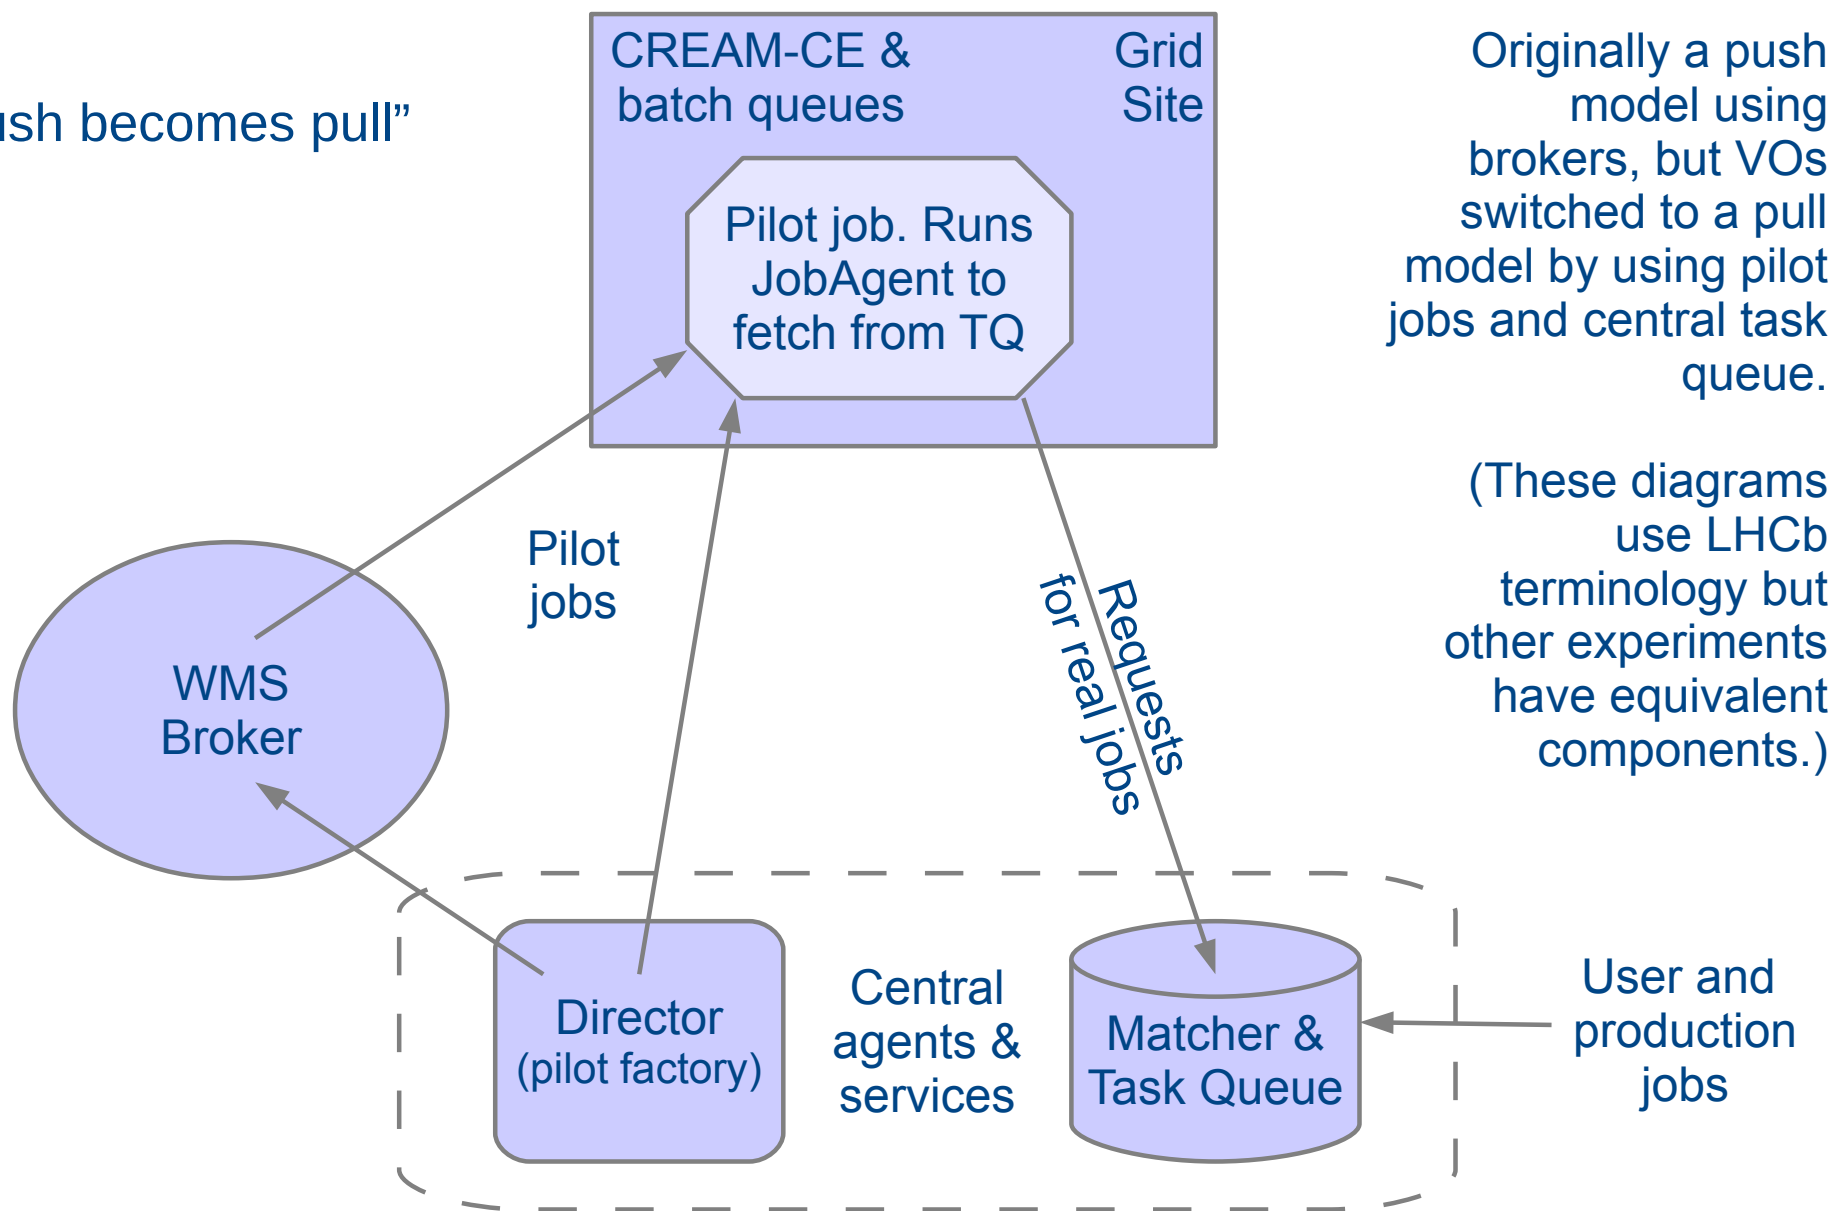 ush becomes pull”
CREAM-CE &
batch queues
Grid
Site
Pilot job. Runs
JobAgent to
fetch from TQ
Originally a push
model using
brokers, but VOs
switched to a pull
model by using pilot
jobs and central task
queue.
(These diagrams
use LHCb
terminology but
other experiments
have equivalent
components.)
Pilot
jobs
Requests
for real jobs
WMS
Broker
Director
(pilot factory)
Central
agents &
services
Matcher &
Task Queue
User and
production
jobs